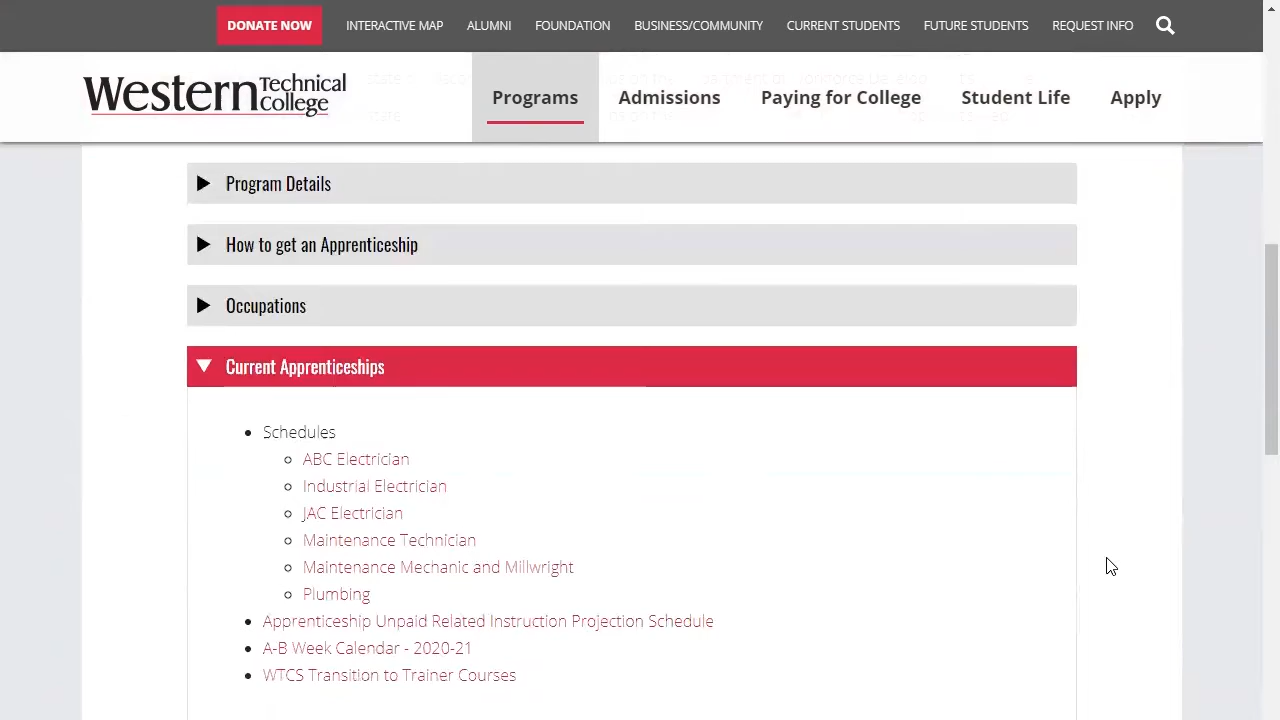 DONATE NOW INTERACTIVE MAP ALUMNI FOUNDATION BUSINESS/COMMUNITY CURRENT STUDENTS FUTURE STUDENTS REQUEST INFO
Western Technical college
Programs Admissions Paying for College Student Life Apply
Program Details
How to get an Apprenticeship
Occupations
Current Apprenticeships
Schedules
ABC Electrician
Industrial Electrician
JAC Electrician
Maintenance Technician
Maintenance Mechanic and Millwright
Plumbing
Apprenticeship Unpaid Related Instruction Projection Schedule
A-B Week Calendar - 2020-21
WTCS Transition to Trainer Courses